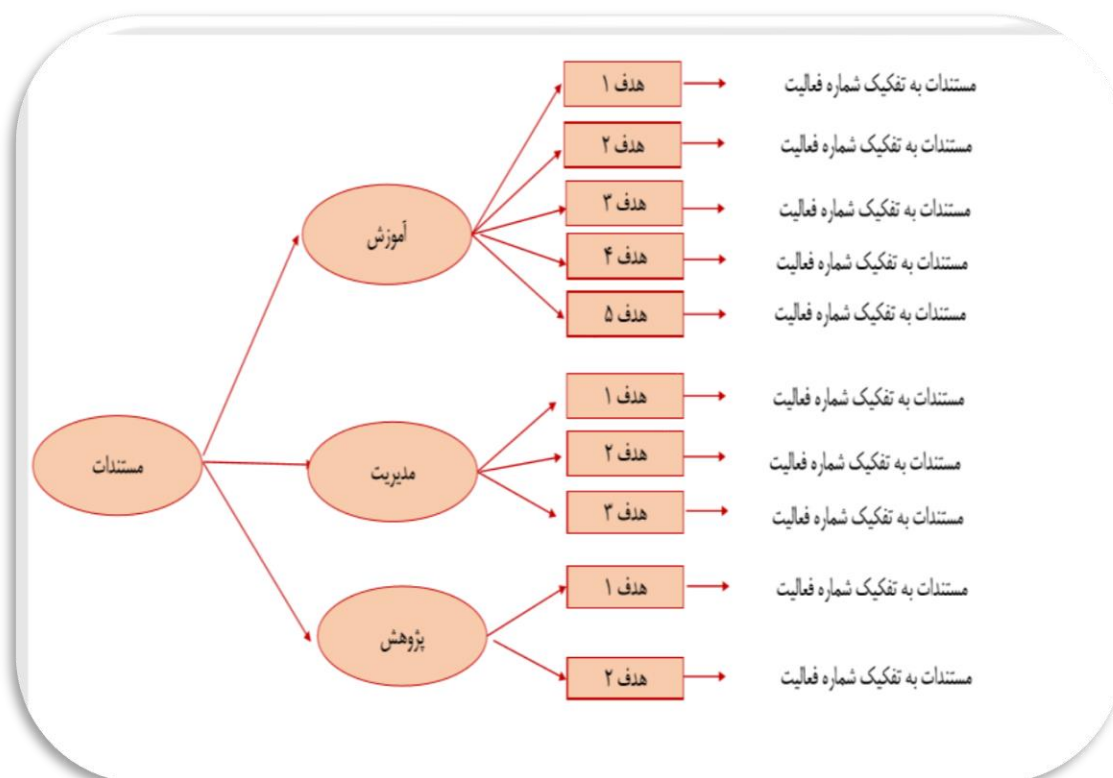 مستندات
آموزش
هدف ۱
مستندات به تفکیک شماره فعالیت
هدف ۲
مستندات به تفکیک شماره فعالیت
هدف ۳
مستندات به تفکیک شماره فعالیت
هدف ۴
مستندات به تفکیک شماره فعالیت
هدف ۵
مستندات به تفکیک شماره فعالیت
مدیریت
هدف ۱
مستندات به تفکیک شماره فعالیت
هدف ۲
مستندات به تفکیک شماره فعالیت
هدف ۳
مستندات به تفکیک شماره فعالیت
پژوهش
هدف ۱
مستندات به تفکیک شماره فعالیت
هدف ۲
مستندات به تفکیک شماره فعالیت